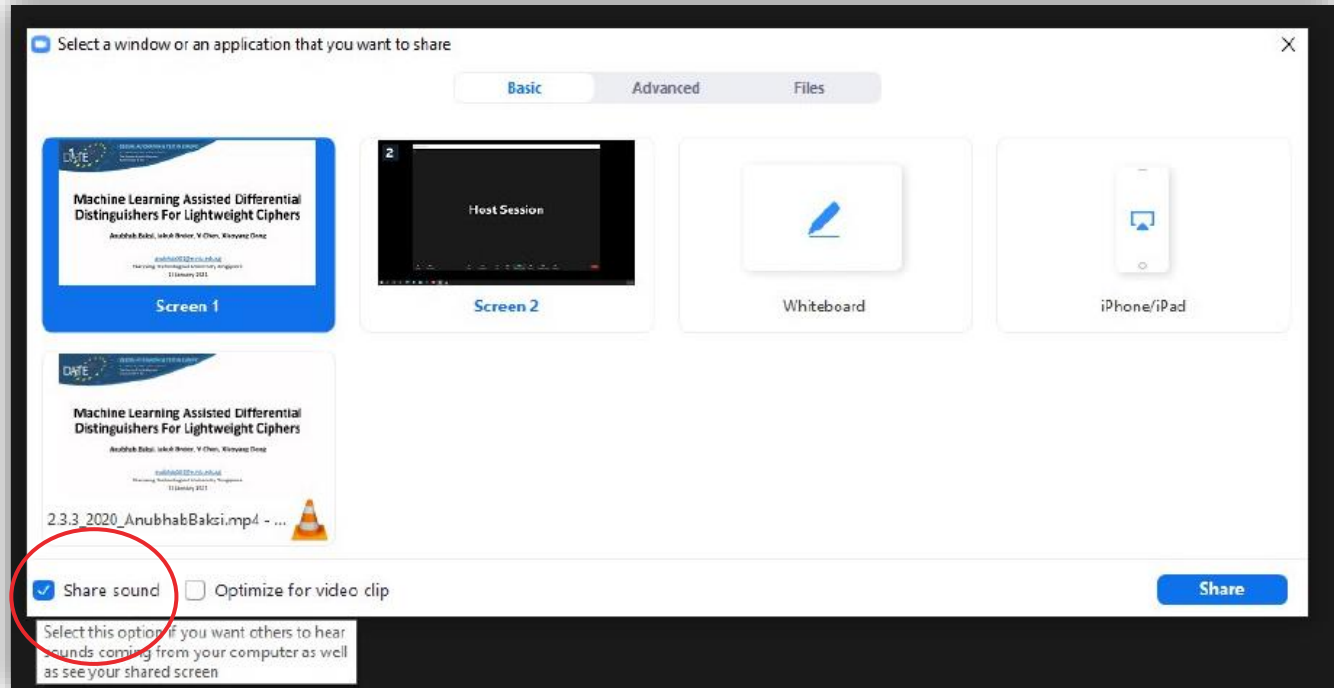 Select a window or an application that you want to share
Basic Advanced Files
1
DATE
Machine Learning Assisted Differential
Distinguishers For Lightweight Ciphers
Screen 1
2
Host Session
Screen 2
Whiteboard
iPhone/iPad
DATE
Machine Learning Assisted Differential
Distinguishers For Lightweight Ciphers
2.3.3_2020_AnubhabBaksi.mp4 - ...
Share sound Optimize for video clip
Share
Select this option if you want others to hear
sounds coming from your computer as well
as see your shared screen